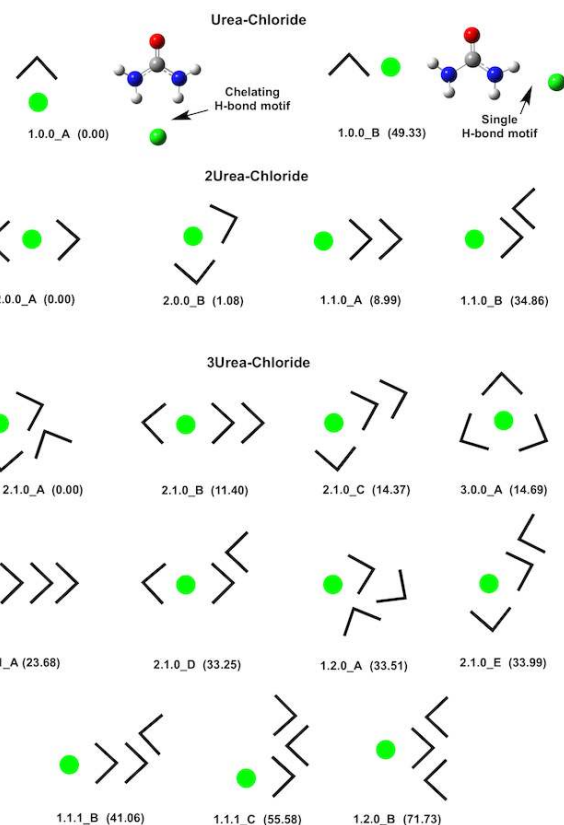 Urea-Chloride
Chelating
H-bond motif
Single
H-bond motif
1.0.0_A (0.00)
1.0.0_B (49.33)
2Urea-Chloride
.0.0_A (0.00)
2.0.0_B (1.08)
1.1.0_A (8.99)
1.1.0_B (34.86)
3Urea-Chloride
2.1.0_A (0.00)
2.1.0_B (11.40)
2.1.0_C (14.37)
3.0.0_A (14.69)
_A (23.68)
2.1.0_D (33.25)
1.2.0_A (33.51)
2.1.0_E (33.99)
1.1.1_B (41.06)
1.1.1_C (55.58)
1.2.0_B (71.73)